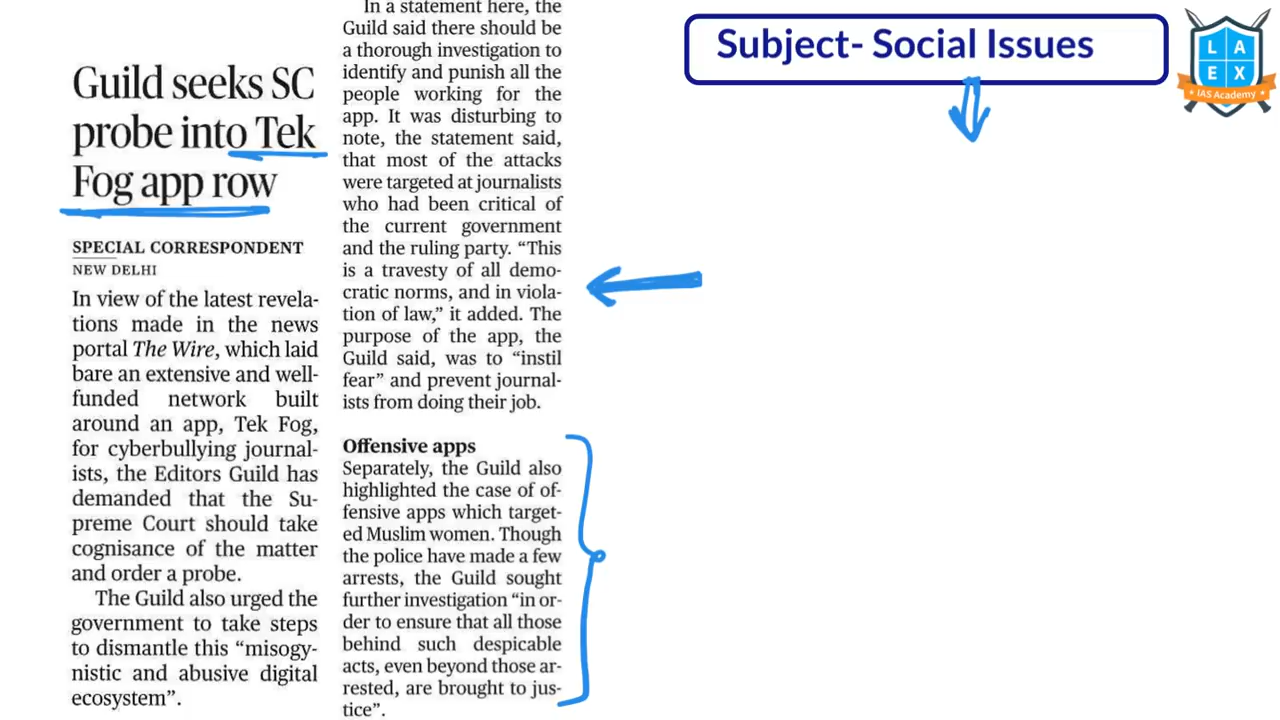 Guild seeks SC
probe into Tek
Fog app row
SPECIAL CORRESPONDENT
NEW DELHI
In view of the latest revela-
tions made in the news
portal The Wire, which laid
bare an extensive and well-
funded network built
around an app, Tek Fog,
for cyberbullying journal-
ists, the Editors Guild has
demanded that the Su-
preme Court should take
cognisance of the matter
and order a probe.
The Guild also urged the
government to take steps
to dismantle this “misogy-
nistic and abusive digital
ecosystem”.
In a statement here, the
Guild said there should be
a thorough investigation to
identify and punish all the
people working for the
app. It was disturbing to
note, the statement said,
that most of the attacks
were targeted at journalists
who had been critical of
the current government
and the ruling party. “This
is a travesty of all demo-
cratic norms, and in viola-
tion of law,” it added. The
purpose of the app, the
Guild said, was to “instil
fear” and prevent journal-
ists from doing their job.
Offensive apps
Separately, the Guild also
highlighted the case of of-
fensive apps which target-
ed Muslim women. Though
the police have made a few
arrests, the Guild sought
further investigation “in or-
der to ensure that all those
behind such despicable
acts, even beyond those ar-
rested, are brought to jus-
tice”.
Subject- Social Issues
L A
E X
IAS Academy